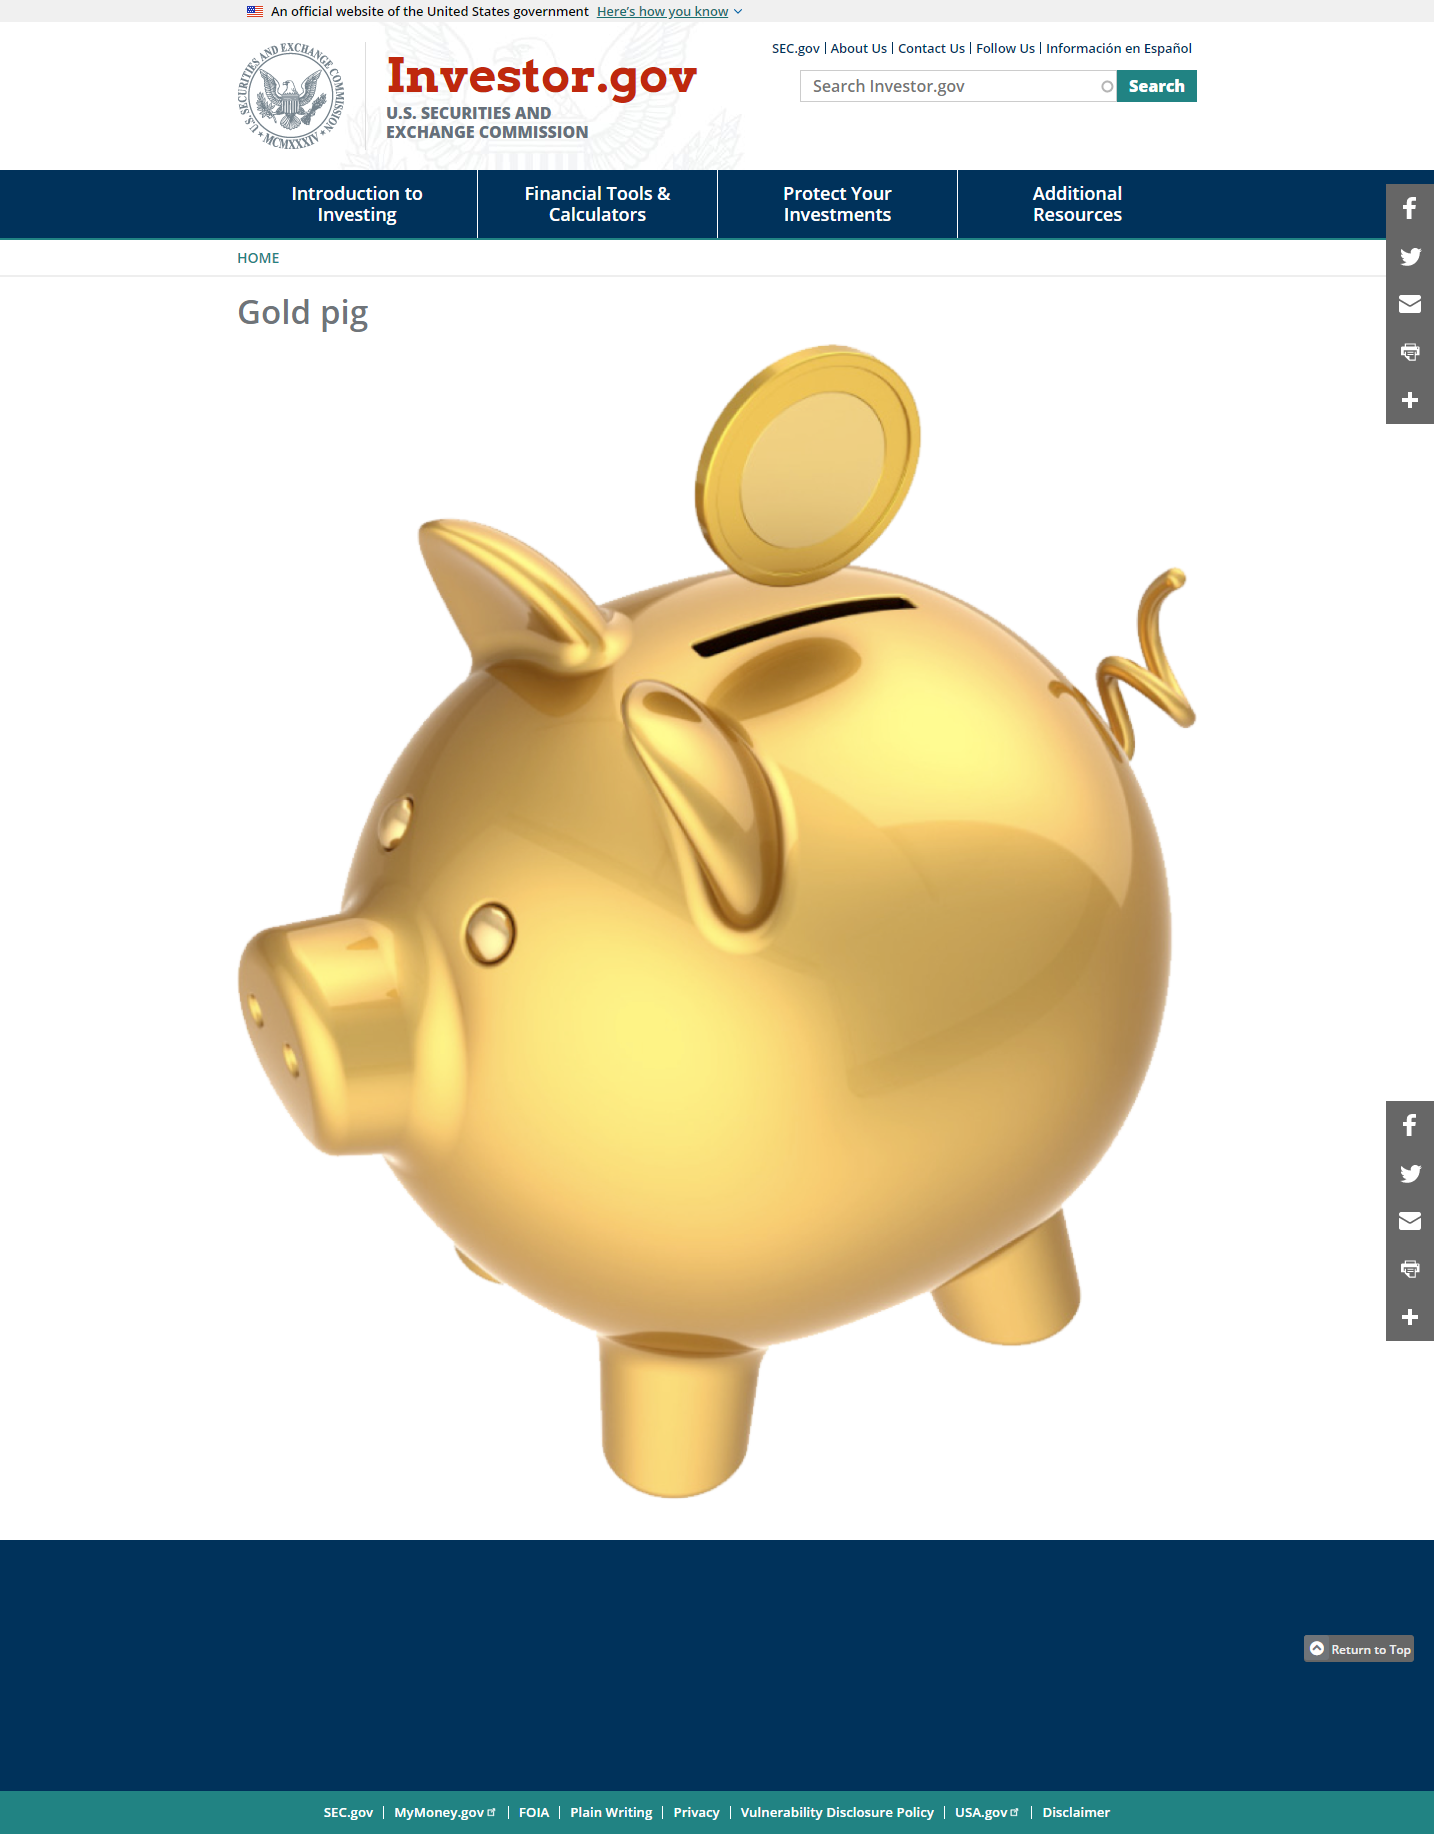 An official website of the United States government Here's how you know
U.S. SECURITIES AND EXCHANGE COMMISSION
MCMXXXIV
Investor.gov
U.S. SECURITIES AND
EXCHANGE COMMISSION
SEC.gov About Us Contact Us Follow Us Información en Español
Search Investor.gov Search
Introduction to
Investing
Financial Tools &
Calculators
Protect Your
Investments
Additional
Resources
HOME
Gold pig
Return to Top
SEC.gov MyMoney.gov FOIA Plain Writing Privacy Vulnerability Disclosure Policy USA.gov Disclaimer